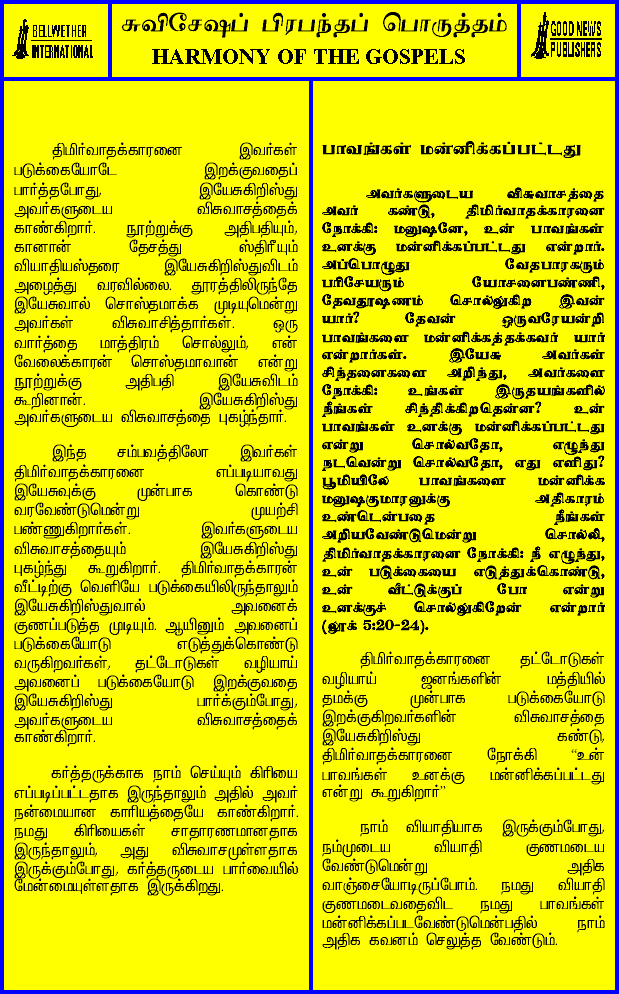 BELLWETHER
INTERNATIONAL
சுவிசேஷப் பிரபந்தப் பொருத்தம்
HARMONY OF THE GOSPELS
GOOD NEWS
PUBLISHERS
திமிர்வாதக்காரனை இவர்கள்
படுக்கையோடே இறக்குவதைப்
பார்த்தபோது, இயேசுகிறிஸ்து
அவர்களுடைய விசுவாசத்தைக்
காண்கிறார். நூற்றுக்கு அதிபதியும்,
கானான் தேசத்து ஸ்திரீயும்
வியாதியஸ்தரை இயேசுகிறிஸ்துவிடம்
அழைத்து வரவில்லை. தூரத்திலிருந்தே
இயேசுவால் சொஸ்தமாக்க முடியுமென்று
அவர்கள் விசுவாசித்தார்கள். ஒரு
வார்த்தை மாத்திரம் சொல்லும், என்
வேலைக்காரன் சொஸ்தமாவான் என்று
நூற்றுக்கு அதிபதி இயேசுவிடம்
கூறினான். இயேசுகிறிஸ்து
அவர்களுடைய விசுவாசத்தை புகழ்ந்தார்.
இந்த சம்பவத்திலோ இவர்கள்
திமிர்வாதக்காரனை எப்படியாவது
இயேசுவுக்கு முன்பாக கொண்டு
வரவேண்டுமென்று முயற்சி
பண்ணுகிறார்கள். இவர்களுடைய
விசுவாசத்தையும் இயேசுகிறிஸ்து
புகழ்ந்து கூறுகிறார். திமிர்வாதக்காரன்
வீட்டிற்கு வெளியே படுக்கையிலிருந்தாலும்
இயேசுகிறிஸ்துவால் அவனைக்
குணப்படுத்த முடியும். ஆயினும் அவனைப்
படுக்கையோடு எடுத்துக்கொண்டு
வருகிறவர்கள், தட்டோடுகள் வழியாய்
அவனைப் படுக்கையோடு இறக்குவதை
இயேசுகிறிஸ்து பார்க்கும்போது,
அவர்களுடைய விசுவாசத்தைக்
காண்கிறார்.
கர்த்தருக்காக நாம் செய்யும் கிரியை
எப்படிப்பட்டதாக இருந்தாலும் அதில் அவர்
நன்மையான காரியத்தையே காண்கிறார்.
நமது கிரியைகள் சாதாரணமானதாக
இருந்தாலும், அது விசுவாசமுள்ளதாக
இருக்கும்போது, கர்த்தருடைய பார்வையில்
மேன்மையுள்ளதாக இருக்கிறது.
பாவங்கள் மன்னிக்கப்பட்டது
அவர்களுடைய விசுவாசத்தை
அவர் கண்டு, திமிர்வாதக்காரனை
நோக்கி: மனுஷனே, உன் பாவங்கள்
உனக்கு மன்னிக்கப்பட்டது என்றார்.
அப்பொழுது வேதபாரகரும்
பரிசேயரும் யோசனைபண்ணி,
தேவதூஷணம் சொல்லுகிற இவன்
யார்? தேவன் ஒருவரேயன்றி
பாவங்களை மன்னிக்கத்தக்கவர் யார்
என்றார்கள். இயேசு அவர்கள்
சிந்தனைகளை அறிந்து, அவர்களை
நோக்கி: உங்கள் இருதயங்களில்
நீங்கள் சிந்திக்கிறதென்ன? உன்
பாவங்கள் உனக்கு மன்னிக்கப்பட்டது
என்று சொல்வதோ, எழுந்து
நடவென்று சொல்வதோ, எது எளிது?
பூமியிலே பாவங்களை மன்னிக்க
மனுஷகுமாரனுக்கு அதிகாரம்
உண்டென்பதை நீங்கள்
அறியவேண்டுமென்று சொல்லி,
திமிர்வாதக்காரனை நோக்கி: நீ எழுந்து,
உன் படுக்கையை எடுத்துக்கொண்டு,
உன் வீட்டுக்குப் போ என்று
உனக்குச் சொல்லுகிறேன் என்றார்
(லூக் 5:20-24).
திமிர்வாதக்காரனை தட்டோடுகள்
வழியாய் ஜனங்களின் மத்தியில்
தமக்கு முன்பாக படுக்கையோடு
இறக்குகிறவர்களின் விசுவாசத்தை
இயேசுகிறிஸ்து கண்டு,
திமிர்வாதக்காரனை நோக்கி "உன்
பாவங்கள் உனக்கு மன்னிக்கப்பட்டது
என்று கூறுகிறார்"
நாம் வியாதியாக இருக்கும்போது,
நம்முடைய வியாதி குணமடைய
வேண்டுமென்று அதிக
வாஞ்சையோடிருப்போம். நமது வியாதி
குணமடைவதைவிட நமது பாவங்கள்
மன்னிக்கப்படவேண்டுமென்பதில் நாம்
அதிக கவனம் செலுத்த வேண்டும்.